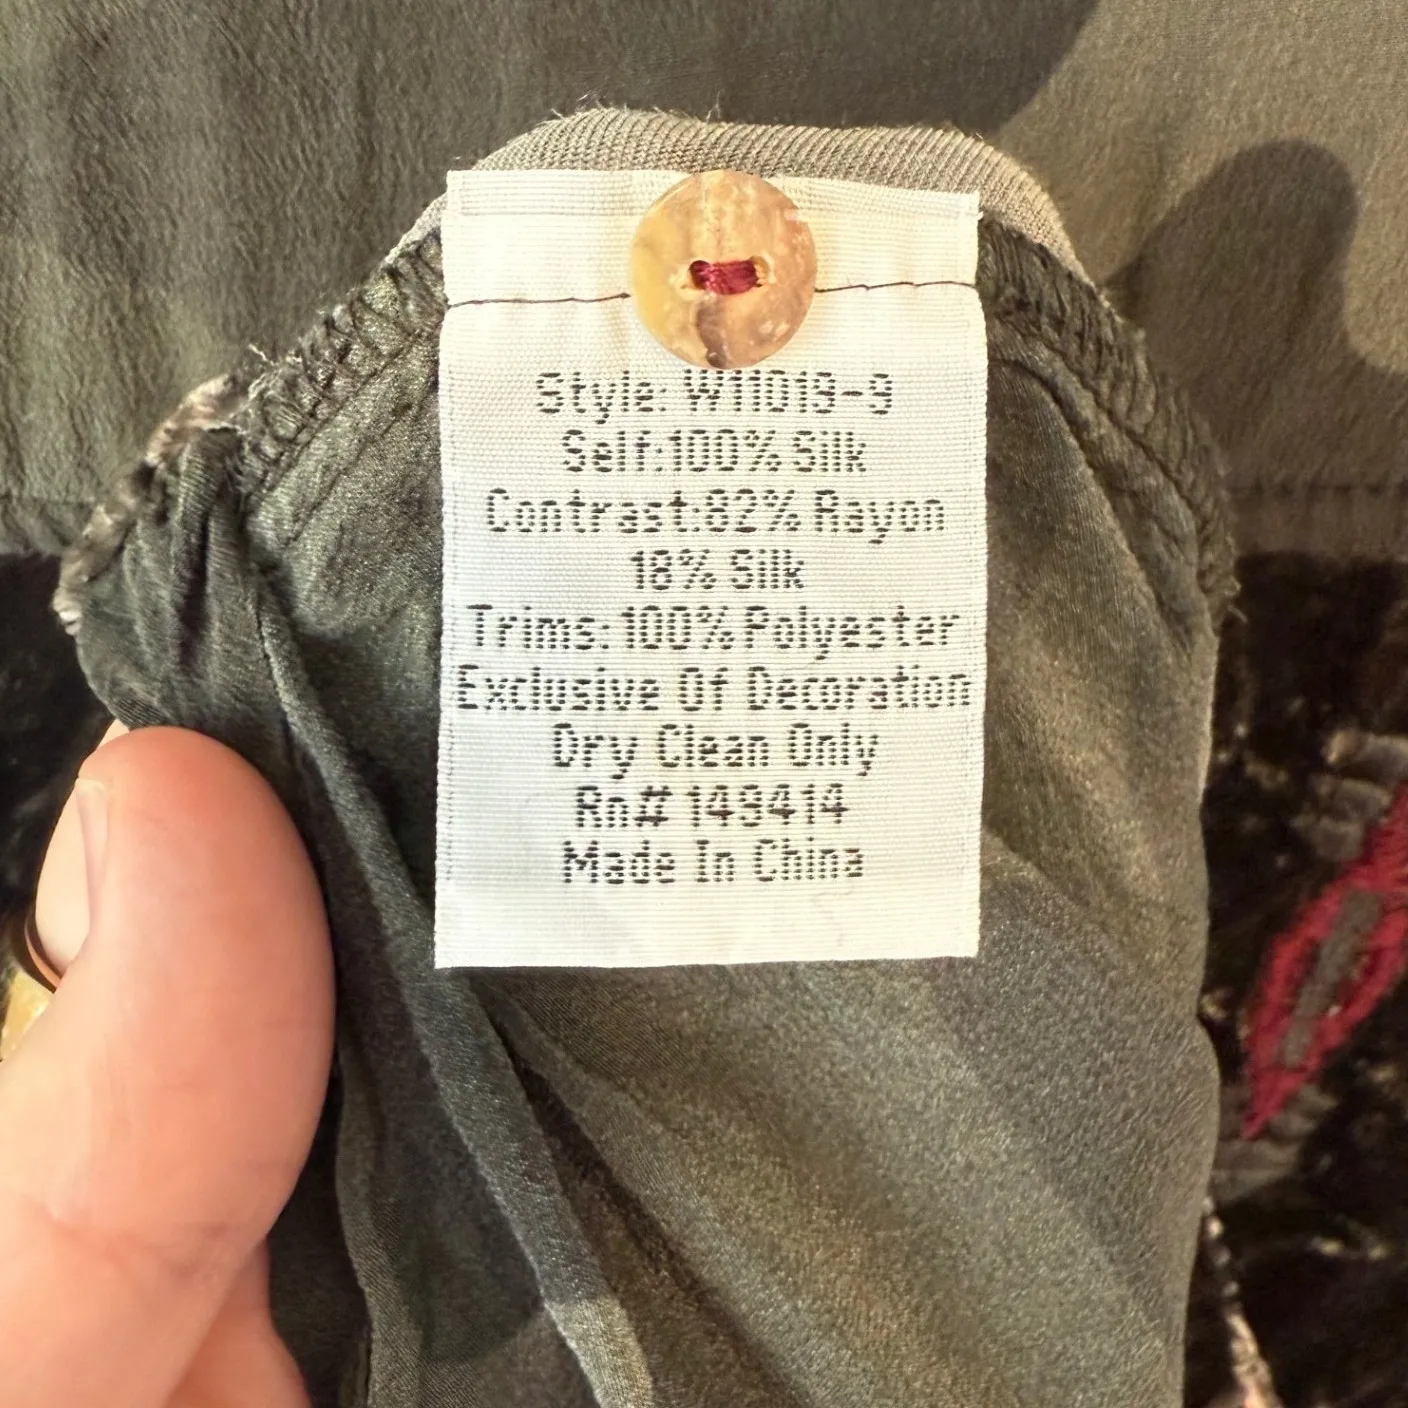 Style: W11019-9
Self:100% Silk
Contrast:82% Rayon
18% Silk
Trims: 100% Polyester
Exclusive Of Decoration
Dry Clean Only
Rn# 149414
Made In China